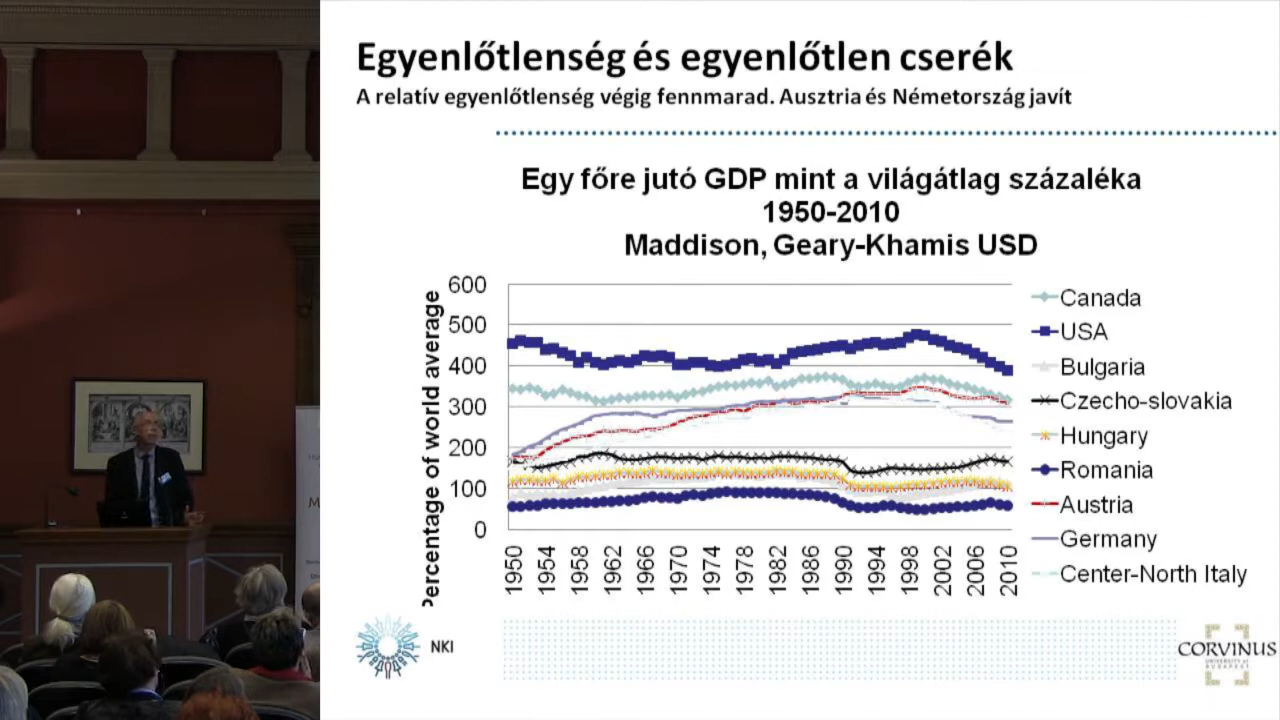 Egyenlőtlenség és egyenlőtlen cserék
A relatív egyenlőtlenség végig fennmarad. Ausztria és Németország javít
Egy főre jutó GDP mint a világátlag százaléka
1950-2010
Maddison, Geary-Khamis USD
Percentage of world average
600
500
400
300
200
100
0
1950 1954 1958 1962 1966 1970 1974 1978 1982 1986 1990 1994 1998 2002 2006 2010
Canada
USA
Bulgaria
Czecho-slovakia
Hungary
Romania
Austria
Germany
Center-North Italy
NKI
CORVINUS
UNIVERSITY of
BUDAPEST